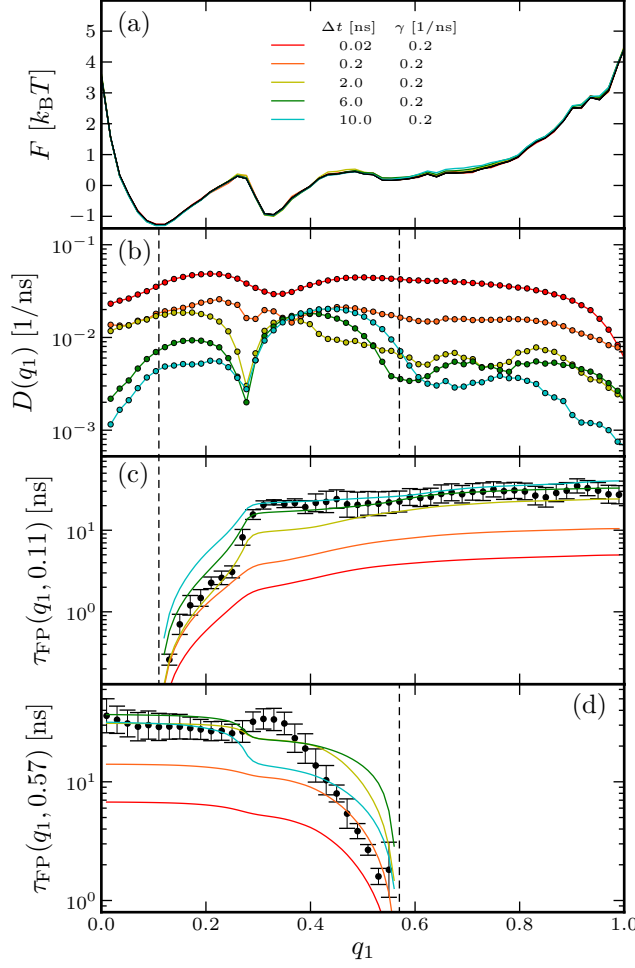 (a)
Δt [ns] γ [1/ns]
0.02 0.2
0.2 0.2
2.0 0.2
6.0 0.2
10.0 0.2
F [k_BT]
5
4
3
2
1
0
−1
(b)
D(q_1) [1/ns]
10^−1
10^−2
10^−3
(c)
τ_FP(q_1, 0.11) [ns]
10^1
10^0
(d)
τ_FP(q_1, 0.57) [ns]
10^1
10^0
0.0 0.2 0.4 0.6 0.8 1.0
q_1